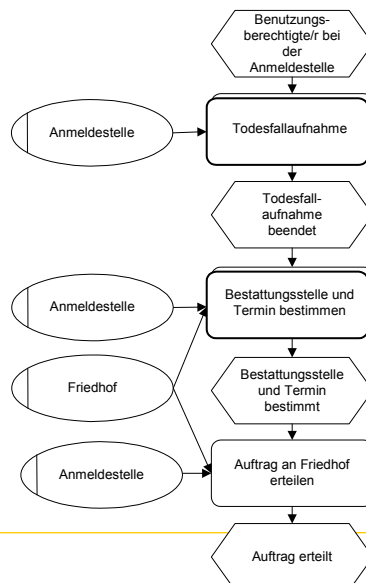 Benutzungs-
berechtigte/r bei
der
Anmeldestelle
Anmeldestelle
Todesfallaufnahme
Todesfall-
aufnahme
beendet
Anmeldestelle
Bestattungsstelle und
Termin bestimmen
Friedhof
Bestattungsstelle
und Termin
bestimmt
Anmeldestelle
Auftrag an Friedhof
erteilen
Auftrag erteilt